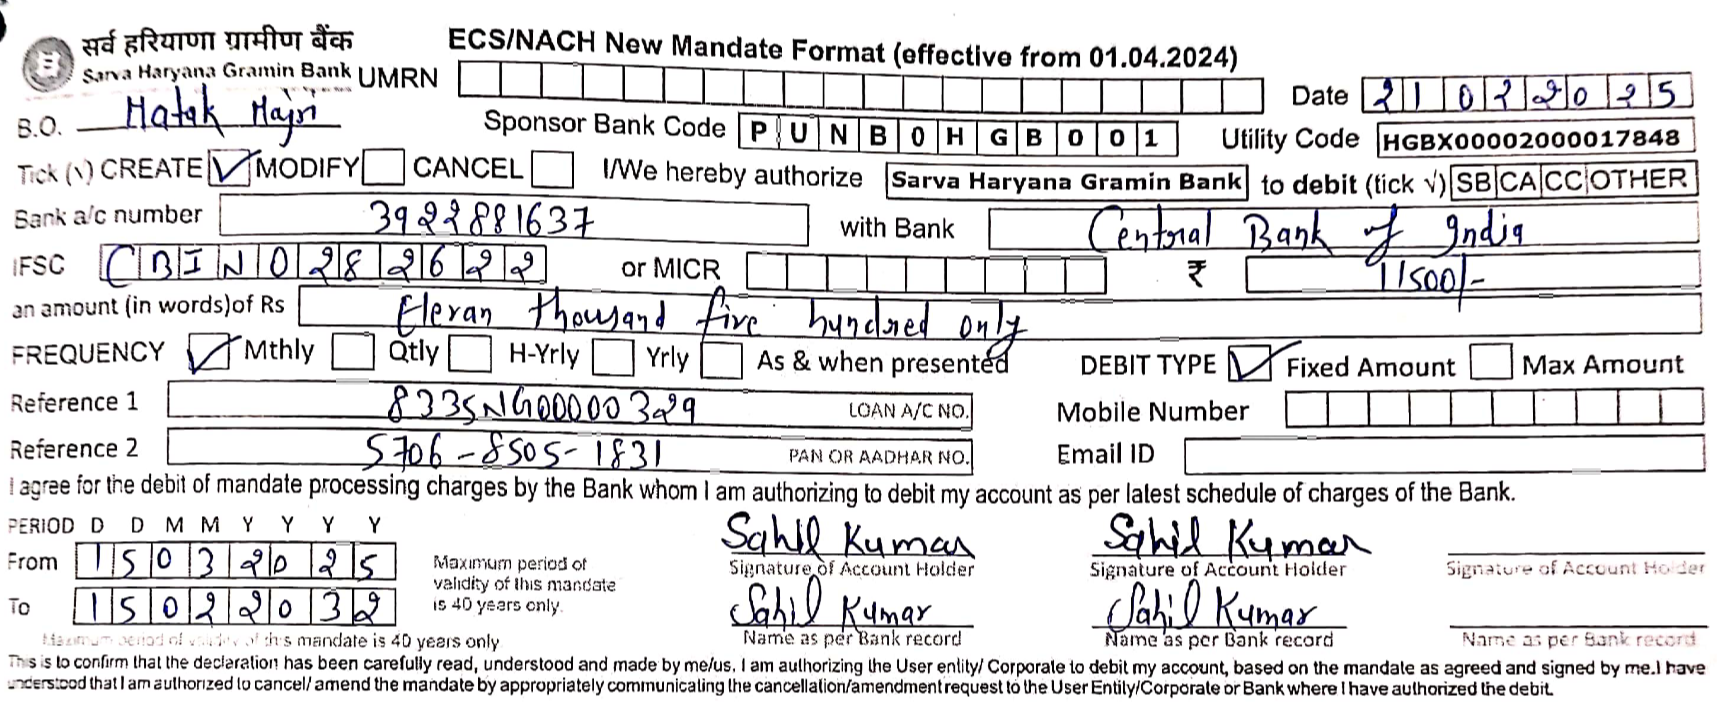 सर्व हरियाणा ग्रामीण बैंक
Sarva Haryana Gramin Bank
ECS/NACH New Mandate Format (effective from 01.04.2024)
UMRN
Date 21022025
B.O. Hatak Majri
Sponsor Bank Code PUNB0HGB001 Utility Code HGBX00002000017848
Tick (√) CREATE ✓ MODIFY CANCEL I/We hereby authorize Sarva Haryana Gramin Bank to debit (tick √) SB CA CC OTHER
Bank a/c number 3922881637 with Bank Central Bank of India
IFSC CBIN0282622 or MICR ₹ 11500/-
an amount (in words)of Rs Eleven thousand five hundred only
FREQUENCY ✓ Mthly Qtly H-Yrly Yrly As & when presented DEBIT TYPE ✓ Fixed Amount Max Amount
Reference 1 8335NG00000329 LOAN A/C NO. Mobile Number
Reference 2 5706-8505-1831 PAN OR AADHAR NO. Email ID
I agree for the debit of mandate processing charges by the Bank whom I am authorizing to debit my account as per latest schedule of charges of the Bank.
PERIOD D D M M Y Y Y Y
From 15032025
To 15022032
Maximum period of
validity of this mandate
is 40 years only.
Sahil Kumar Sahil Kumar
Signature of Account Holder Signature of Account Holder Signature of Account Holder
Sahil Kumar Sahil Kumar
Name as per Bank record Name as per Bank record Name as per Bank record
Maximum period of validity of this mandate is 40 years only
This is to confirm that the declaration has been carefully read, understood and made by me/us. I am authorizing the User entity/ Corporate to debit my account, based on the mandate as agreed and signed by me.I have
understood that I am authorized to cancel/ amend the mandate by appropriately communicating the cancellation/amendment request to the User Entity/Corporate or Bank where I have authorized the debit.